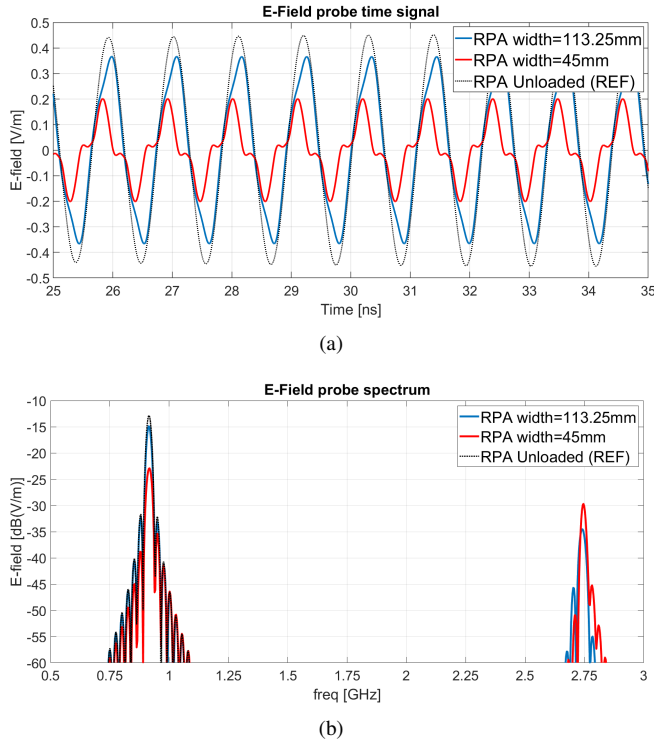 E-Field probe time signal
0.5
0.4
0.3
0.2
0.1
0
-0.1
-0.2
-0.3
-0.4
-0.5
E-field [V/m]
RPA width=113.25mm
RPA width=45mm
RPA Unloaded (REF)
25 26 27 28 29 30 31 32 33 34 35
Time [ns]
(a)
E-Field probe spectrum
-10
-15
-20
-25
-30
-35
-40
-45
-50
-55
-60
E-field [dB(V/m)]
RPA width=113.25mm
RPA width=45mm
RPA Unloaded (REF)
0.5 0.75 1 1.25 1.5 1.75 2 2.25 2.5 2.75 3
freq [GHz]
(b)